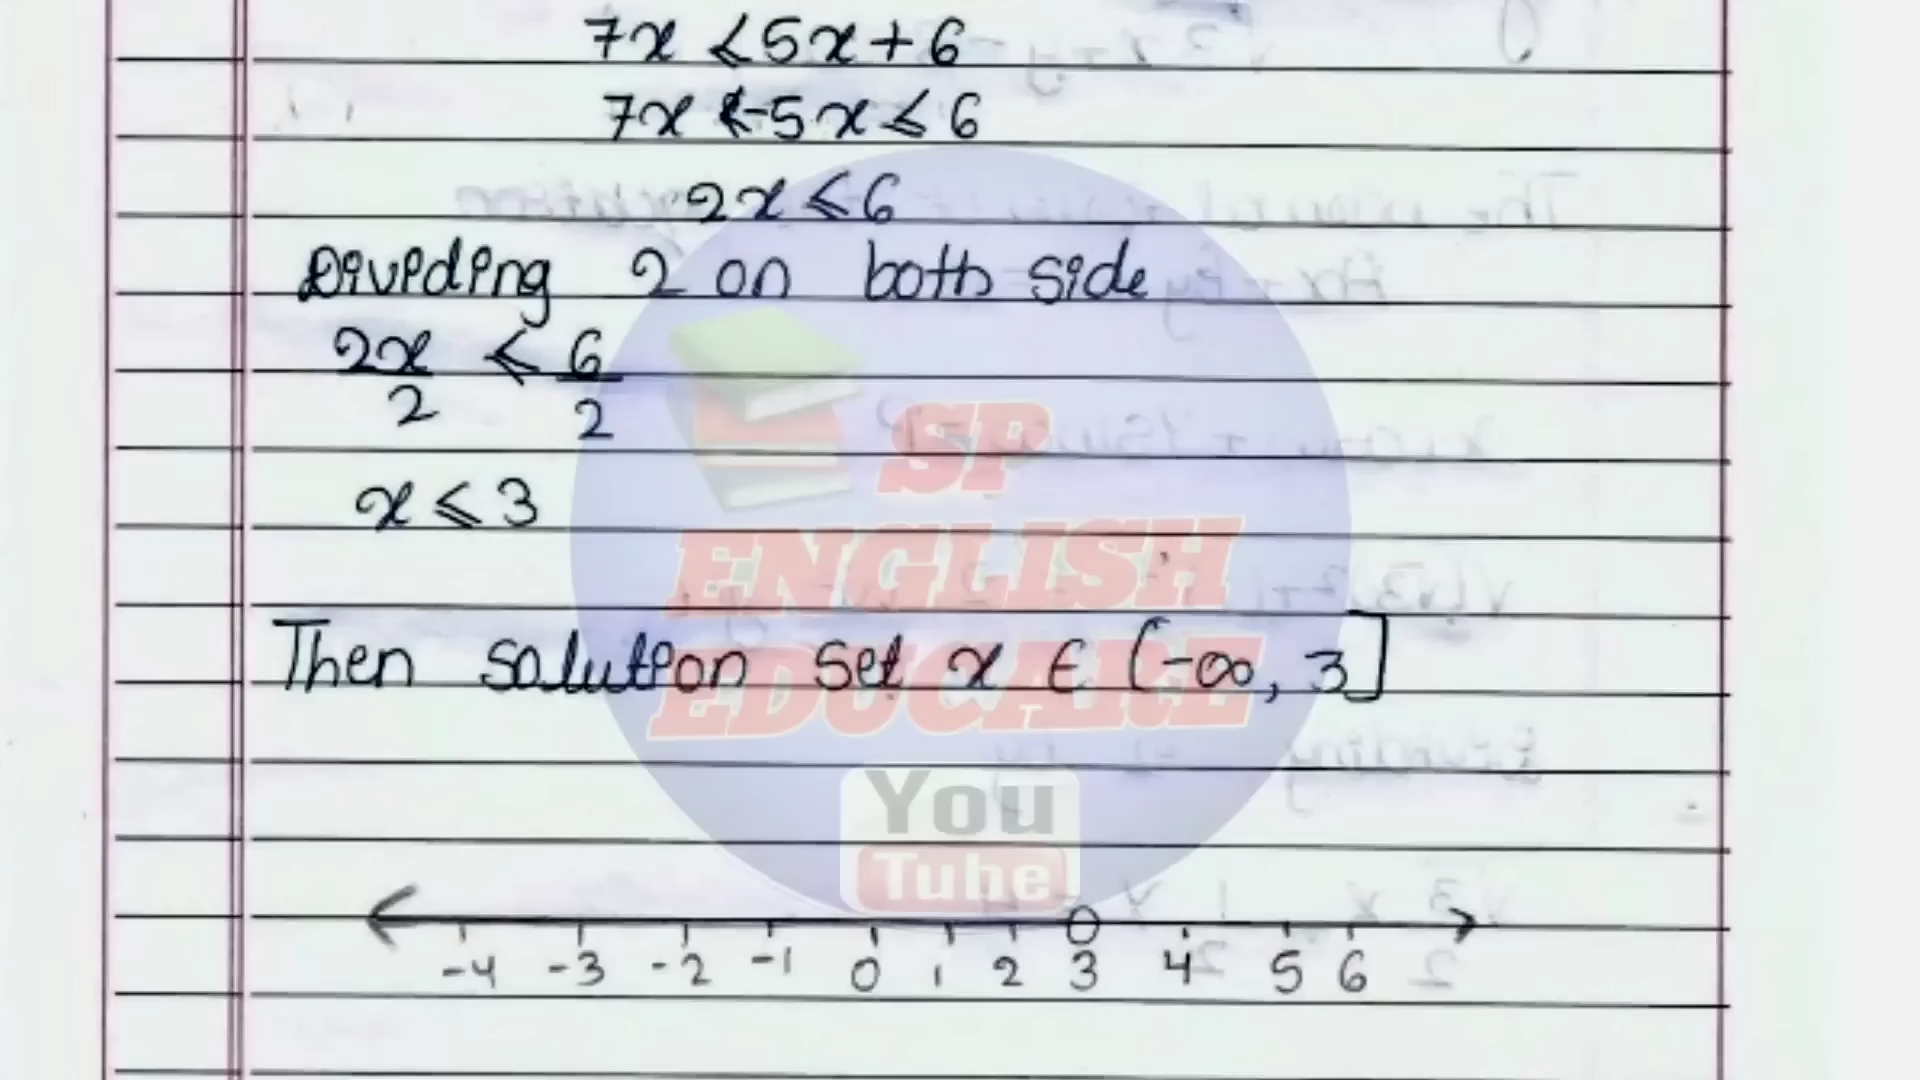 7x ⩽ 5x + 6
7x -5x ⩽ 6
2x ⩽ 6
Dividing 2 on both side
2x/2 ⩽ 6/2
x ⩽ 3
SP
ENGLISH
Then solution set x ∈ (-∞, 3]
EDUCARE
You
Tube
-4 -3 -2 -1 0 1 2 3 4 5 6